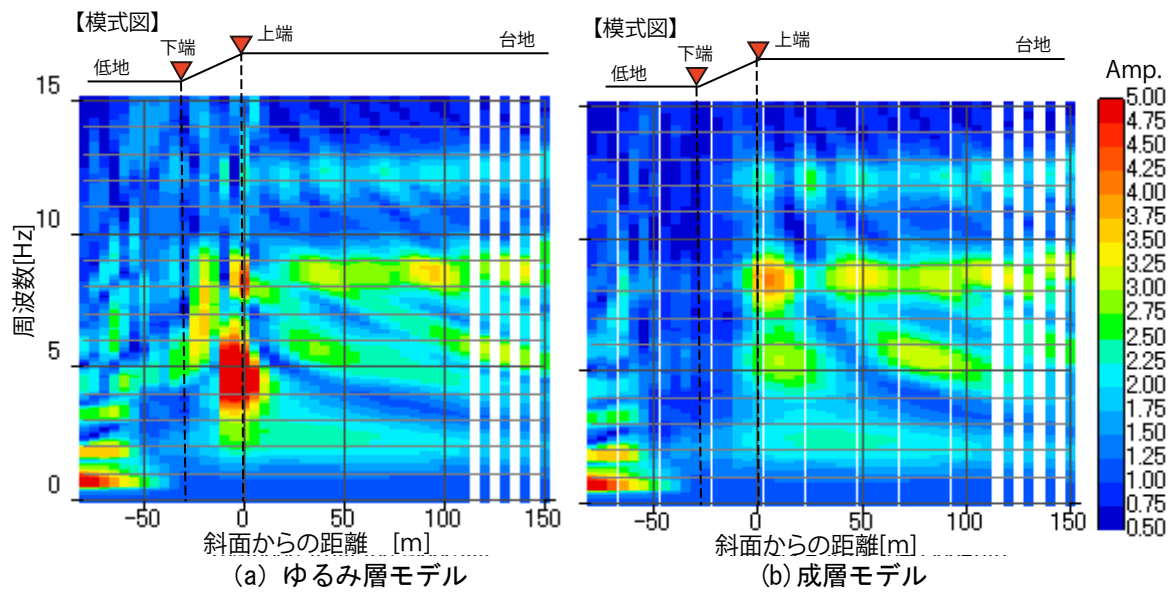 【模式図】
下端
上端
低地
台地
15
10
5
0
周波数[Hz]
-50
0
50
100
150
斜面からの距離 [m]
(a) ゆるみ層モデル
【模式図】
下端
上端
低地
台地
-50
0
50
100
150
斜面からの距離[m]
(b) 成層モデル
Amp.
5.00
4.75
4.50
4.25
4.00
3.75
3.50
3.25
3.00
2.75
2.50
2.25
2.00
1.75
1.50
1.25
1.00
0.75
0.50